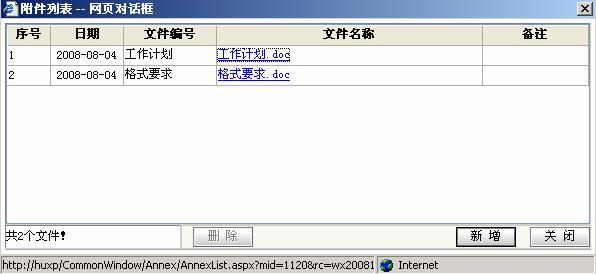 附件列表 -- 网页对话框
序号 日期 文件编号 文件名称 备注
1 2008-08-04 工作计划 工作计划.doc
2 2008-08-04 格式要求 格式要求.doc
共2个文件! 删 除 新 增 关 闭
http://huxp/CommonWindow/Annex/AnnexList.aspx?mid=1120&rc=wx20081 Internet